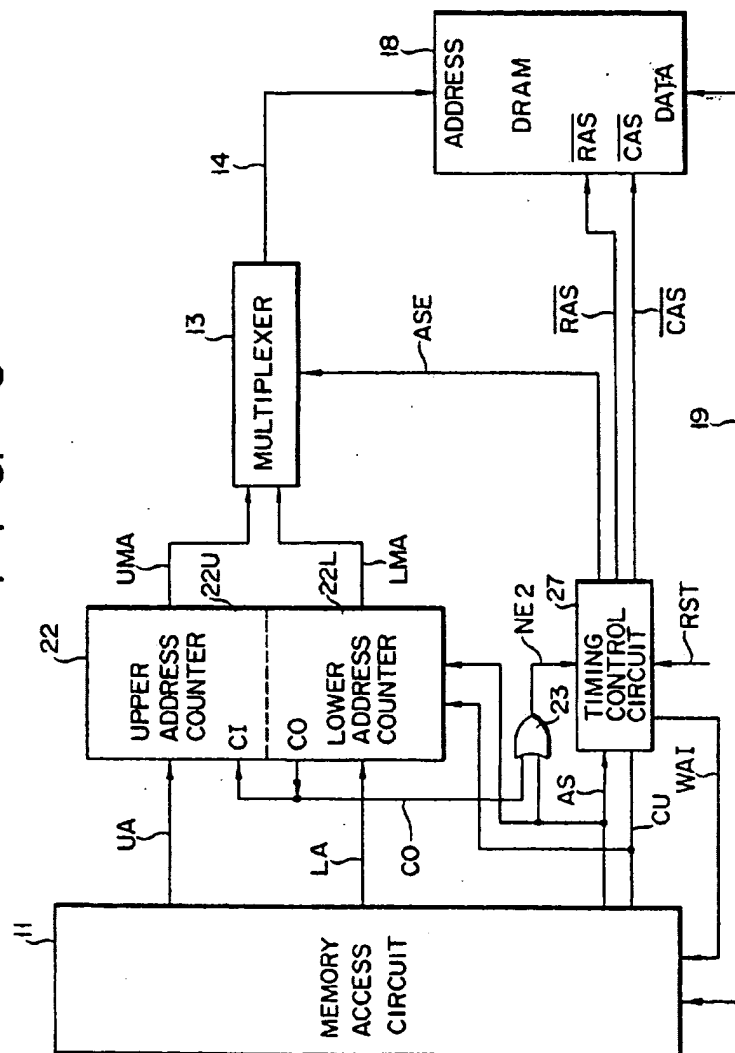 11
MEMORY
ACCESS
CIRCUIT
UA
LA
CO
22
UPPER
ADDRESS
COUNTER
CI
22U
CO
LOWER
ADDRESS
COUNTER
22L
UMA
LMA
13
MULTIPLEXER
14
18
ADDRESS
DRAM
RAS
CAS
DATA
ASE
RAS
CAS
NE2
23
27
TIMING
CONTROL
CIRCUIT
AS
CU
WAI
RST
19